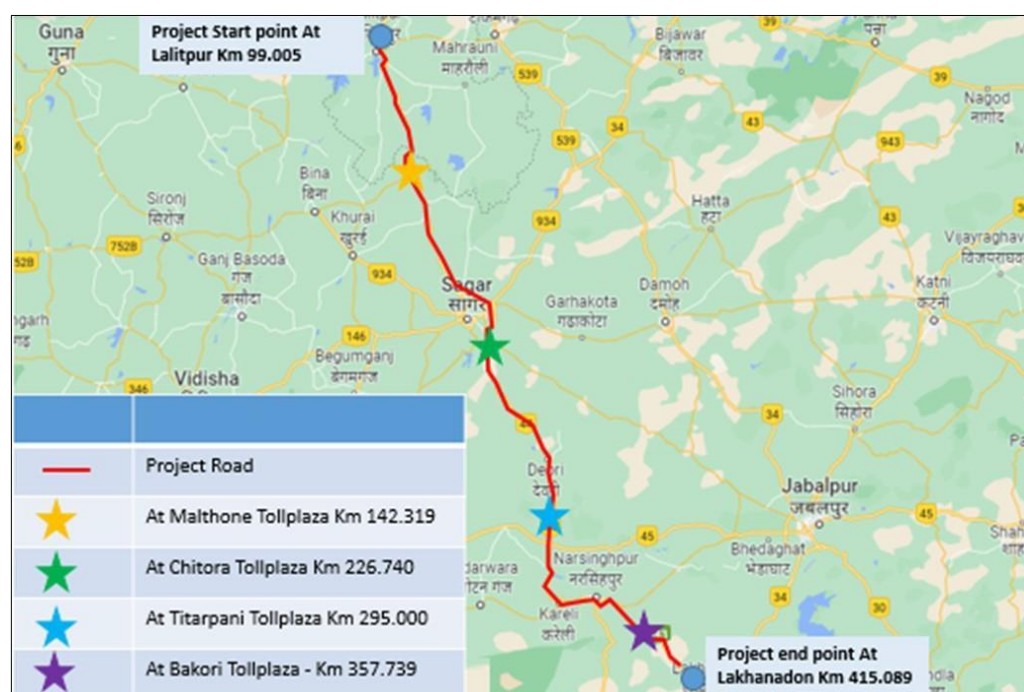 Project Start point At
Lalitpur Km 99.005
Guna
गुना
Mahrauni
माहरौली
Bijawar
बिजावर
पन्ना
39
539
39
Nagod
नागोद
34
43
539
943
Bina
बिना
Sironj
सिरोंज
Khurai
खुरई
Hatta
हटा
934
43
752B
Vijayraghav
विजयराघव
Ganj Basoda
गंज
बासौदा
934
Sagar
सागर
Garhakota
गढ़ाकोटा
Damoh
दमोह
Katni
कटनी
146
Begumganj
बेगमगंज
346
Vidisha
Sihora
सिहोरा
34
Project Road
At Malthone Tollplaza Km 142.319
At Chitora Tollplaza Km 226.740
At Titarpani Tollplaza Km 295.000
At Bakori Tollplaza - Km 357.739
Deori
देवरी
Jabalpur
जबलपुर
45
45
Bhedaghat
भेड़ाघाट
Narsinghpur
नरसिंहपुर
Kareli
करेली
34
30
Project end point At
Lakhanadon Km 415.089